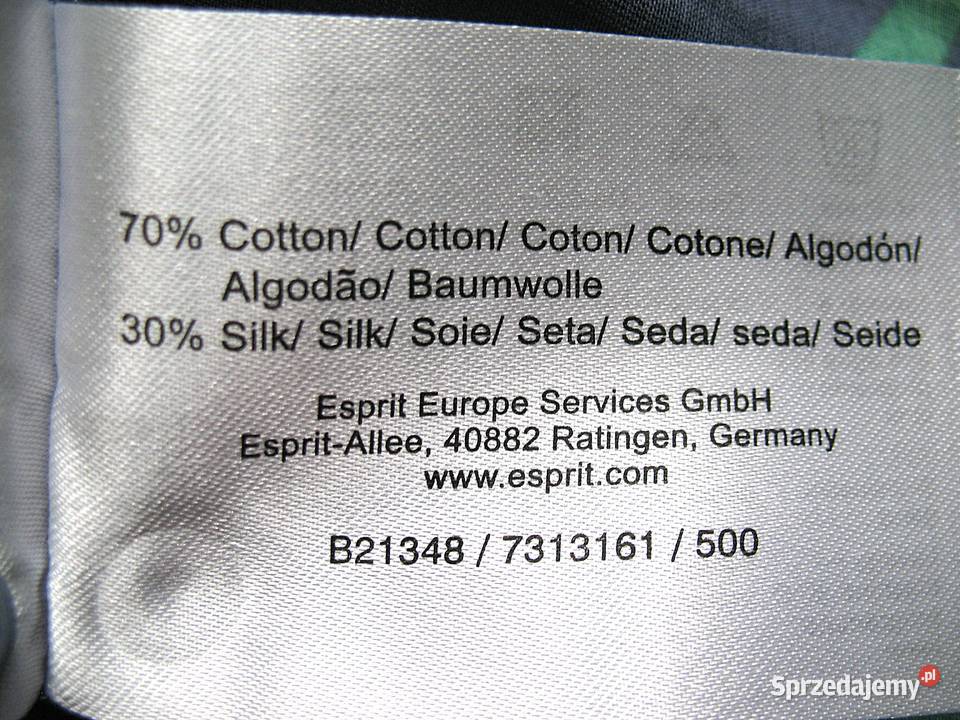 70% Cotton/ Cotton/ Coton/ Cotone/ Algodón/
Algodão/ Baumwolle
30% Silk/ Silk/ Soie/ Seta/ Seda/ seda/ Seide
Esprit Europe Services GmbH
Esprit-Allee, 40882 Ratingen, Germany
www.esprit.com
B21348 / 7313161 / 500
Sprzedajemy.pl